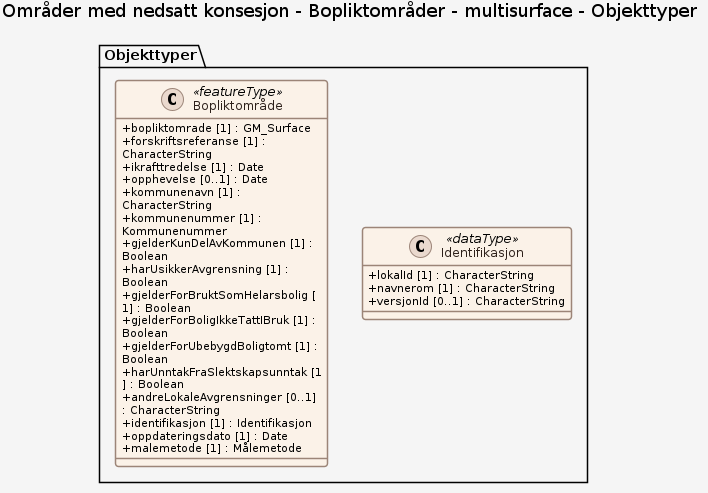 Områder med nedsatt konsesjon - Bopliktområder - multisurface - Objekttyper
Objekttyper
C
«featureType»
Bopliktområde
+bopliktomrade [1] : GM_Surface
+forskriftsreferanse [1] :
CharacterString
+ikrafttredelse [1] : Date
+opphevelse [0..1] : Date
+kommunenavn [1] :
CharacterString
+kommunenummer [1] :
Kommunenummer
+gjelderKunDelAvKommunen [1] :
Boolean
+harUsikkerAvgrensning [1] :
Boolean
+gjelderForBruktSomHelarsbolig [
1] : Boolean
+gjelderForBoligIkkeTattIBruk [1] :
Boolean
+gjelderForUbebygdBoligtomt [1] :
Boolean
+harUnntakFraSlektskapsunntak [1
] : Boolean
+andreLokaleAvgrensninger [0..1]
: CharacterString
+identifikasjon [1] : Identifikasjon
+oppdateringsdato [1] : Date
+malemetode [1] : Målemetode
C
«dataType»
Identifikasjon
+lokalId [1] : CharacterString
+navnerom [1] : CharacterString
+versjonId [0..1] : CharacterString